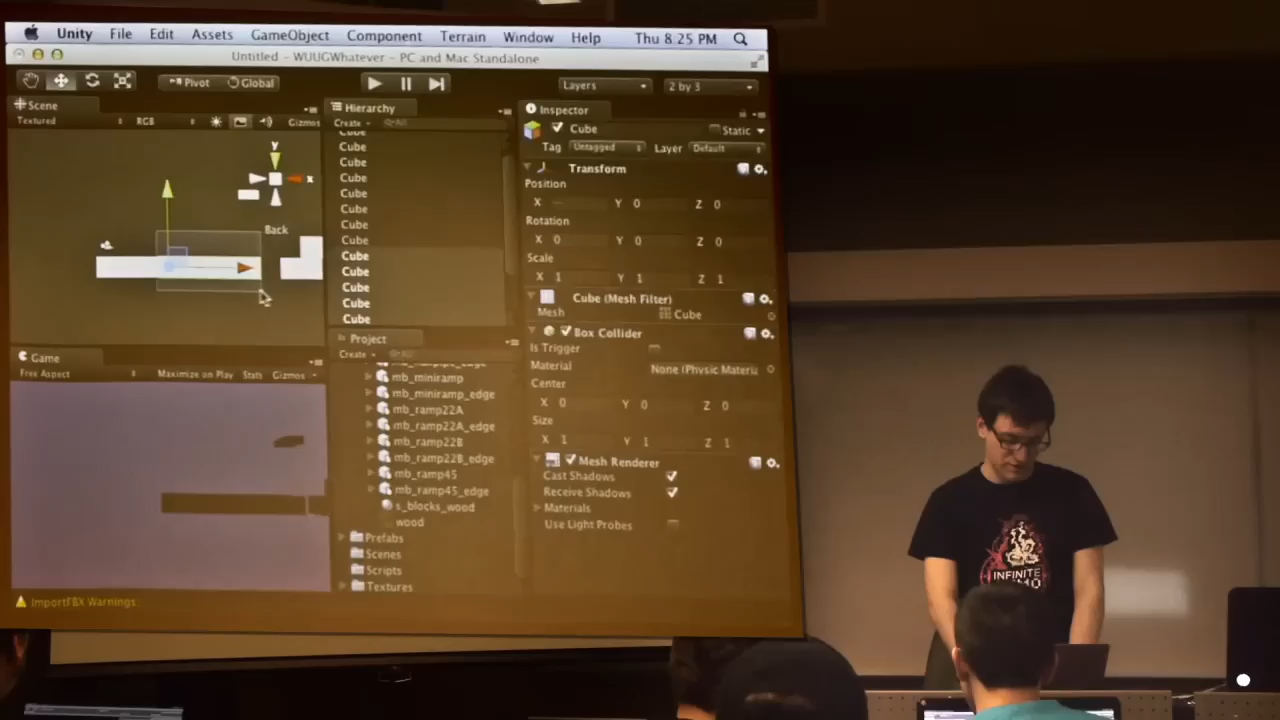 Unity File Edit Assets GameObject Component Terrain Window Help Thu 8:25 PM
Untitled - WUUGWhatever - PC and Mac Standalone
Pivot Global Layers 2 by 3
Scene
Textured RGB Gizmos
y
x
Back
Game
Free Aspect Maximize on Play Stats Gizmos
ImportFBX Warnings:
Hierarchy
Create All
Cube
Cube
Cube
Cube
Cube
Cube
Cube
Cube
Cube
Cube
Cube
Cube
Cube
Project
Create All
mb_miniramp
mb_miniramp_edge
mb_ramp22A
mb_ramp22A_edge
mb_ramp22B
mb_ramp22B_edge
mb_ramp45
mb_ramp45_edge
s_blocks_wood
wood
Prefabs
Scenes
Scripts
Textures
Inspector
Cube Static
Tag Untagged Layer Default
Transform
Position
X — Y 0 Z 0
Rotation
X 0 Y 0 Z 0
Scale
X 1 Y 1 Z 1
Cube (Mesh Filter)
Mesh Cube
Box Collider
Is Trigger
Material None (Physic Materia
Center
X 0 Y 0 Z 0
Size
X 1 Y 1 Z 1
Mesh Renderer
Cast Shadows
Receive Shadows
Materials
Use Light Probes
INFINITE